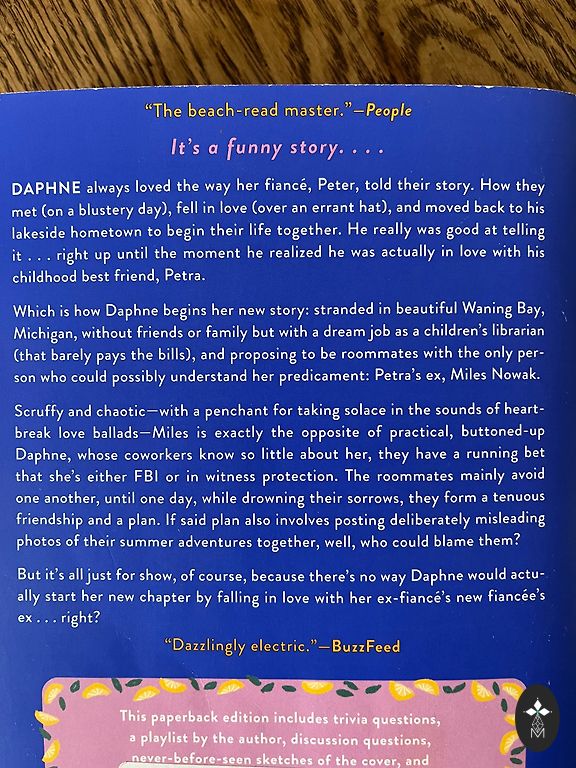 “The beach-read master.”—People
It's a funny story. . . .
DAPHNE always loved the way her fiancé, Peter, told their story. How they
met (on a blustery day), fell in love (over an errant hat), and moved back to his
lakeside hometown to begin their life together. He really was good at telling
it . . . right up until the moment he realized he was actually in love with his
childhood best friend, Petra.
Which is how Daphne begins her new story: stranded in beautiful Waning Bay,
Michigan, without friends or family but with a dream job as a children's librarian
(that barely pays the bills), and proposing to be roommates with the only per-
son who could possibly understand her predicament: Petra's ex, Miles Nowak.
Scruffy and chaotic—with a penchant for taking solace in the sounds of heart-
break love ballads—Miles is exactly the opposite of practical, buttoned-up
Daphne, whose coworkers know so little about her, they have a running bet
that she's either FBI or in witness protection. The roommates mainly avoid
one another, until one day, while drowning their sorrows, they form a tenuous
friendship and a plan. If said plan also involves posting deliberately misleading
photos of their summer adventures together, well, who could blame them?
But it's all just for show, of course, because there's no way Daphne would actu-
ally start her new chapter by falling in love with her ex-fiancé's new fiancée's
ex . . . right?
“Dazzlingly electric.”—BuzzFeed
This paperback edition includes trivia questions,
a playlist by the author, discussion questions,
never-before-seen sketches of the cover, and